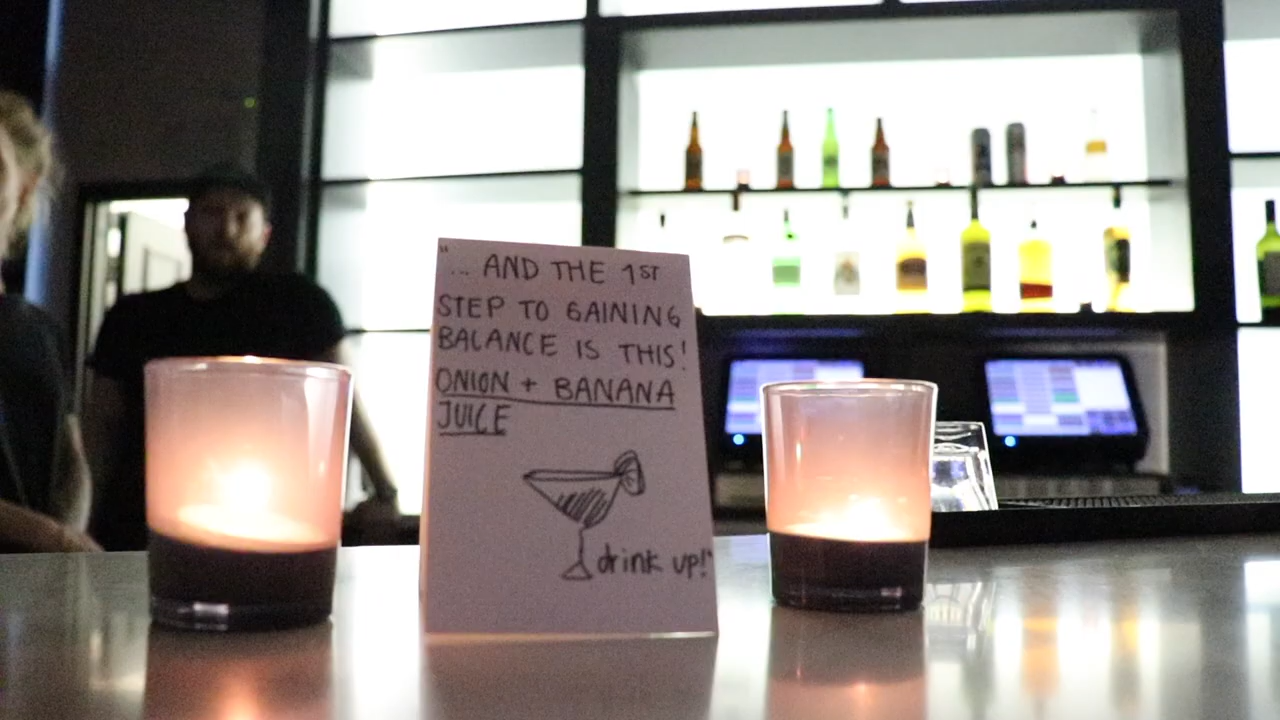 "... AND THE 1ST
STEP TO GAINING
BALANCE IS THIS!
ONION + BANANA
JUICE
drink up!"